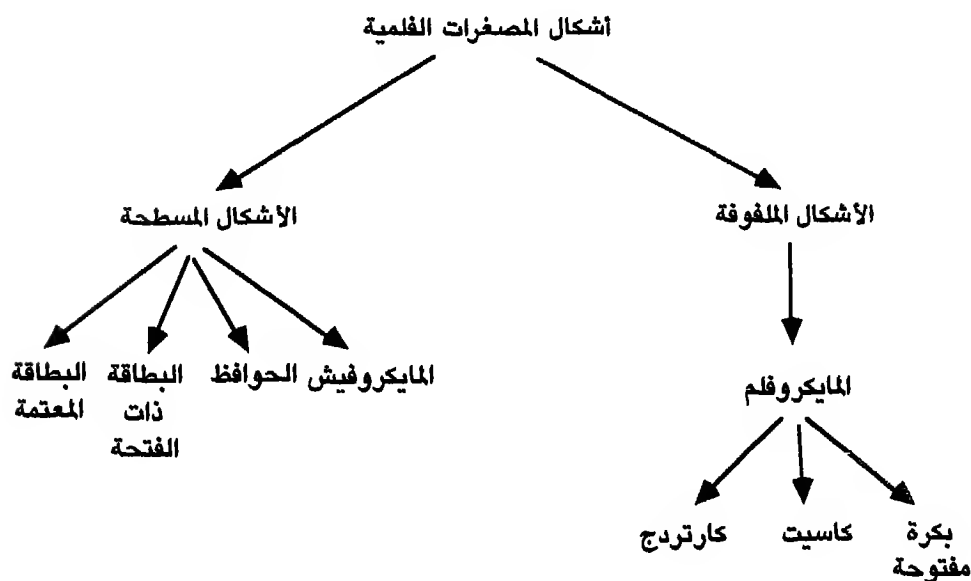 أشكال المصغرات الفلمية
الأشكال الملفوفة
الأشكال المسطحة
المايكروفلم
بكرة
مفتوحة
كاسيت
كارتردج
المايكروفيش
الحوافظ
البطاقة
ذات
الفتحة
البطاقة
المعتمة